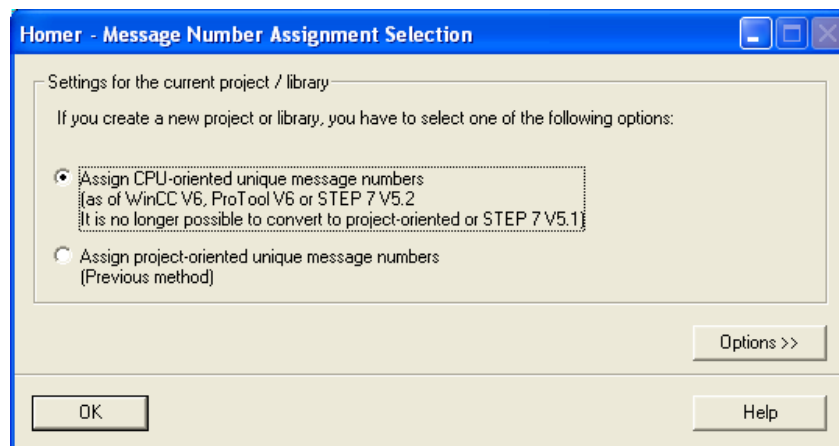 Homer - Message Number Assignment Selection
Settings for the current project / library
If you create a new project or library, you have to select one of the following options:
Assign CPU-oriented unique message numbers
(as of WinCC V6, ProTool V6 or STEP 7 V5.2
It is no longer possible to convert to project-oriented or STEP 7 V5.1)
Assign project-oriented unique message numbers
(Previous method)
Options >>
OK
Help